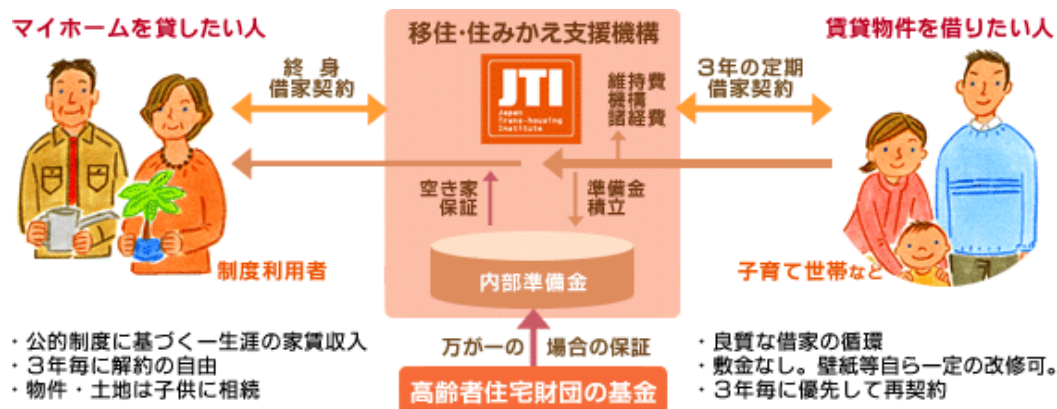 マイホームを貸したい人
移住・住みかえ支援機構
賃貸物件を借りたい人
終身
借家契約
JTI
Japan
Trans-housing
Institute
維持費
機構
諸経費
3年の定期
借家契約
空き家
保証
準備金
積立
制度利用者
内部準備金
子育て世帯など
・公的制度に基づく一生涯の家賃収入
・3年毎に解約の自由
・物件・土地は子供に相続
万が一の 場合の保証
高齢者住宅財団の基金
・良質な借家の循環
・敷金なし。壁紙等自ら一定の改修可。
・3年毎に優先して再契約